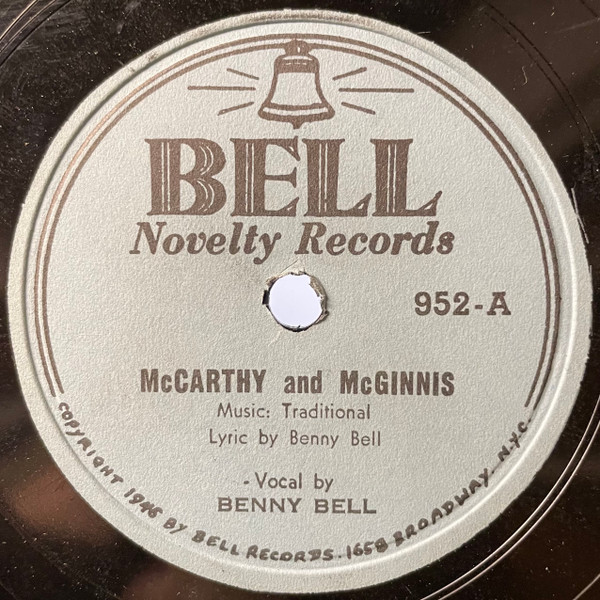 BELL
Novelty Records
952-A
McCARTHY and McGINNIS
Music: Traditional
Lyric by Benny Bell
-Vocal by
BENNY BELL
COPYRIGHT 1946 BY BELL RECORDS. 1658 BROADWAY. N.Y.C.